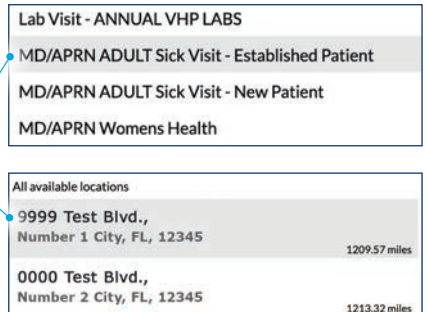 Lab Visit - ANNUAL VHP LABS
MD/APRN ADULT Sick Visit - Established Patient
MD/APRN ADULT Sick Visit - New Patient
MD/APRN Womens Health
All available locations
9999 Test Blvd.,
Number 1 City, FL, 12345
1209.57 miles
0000 Test Blvd.,
Number 2 City, FL, 12345
1213.32 miles